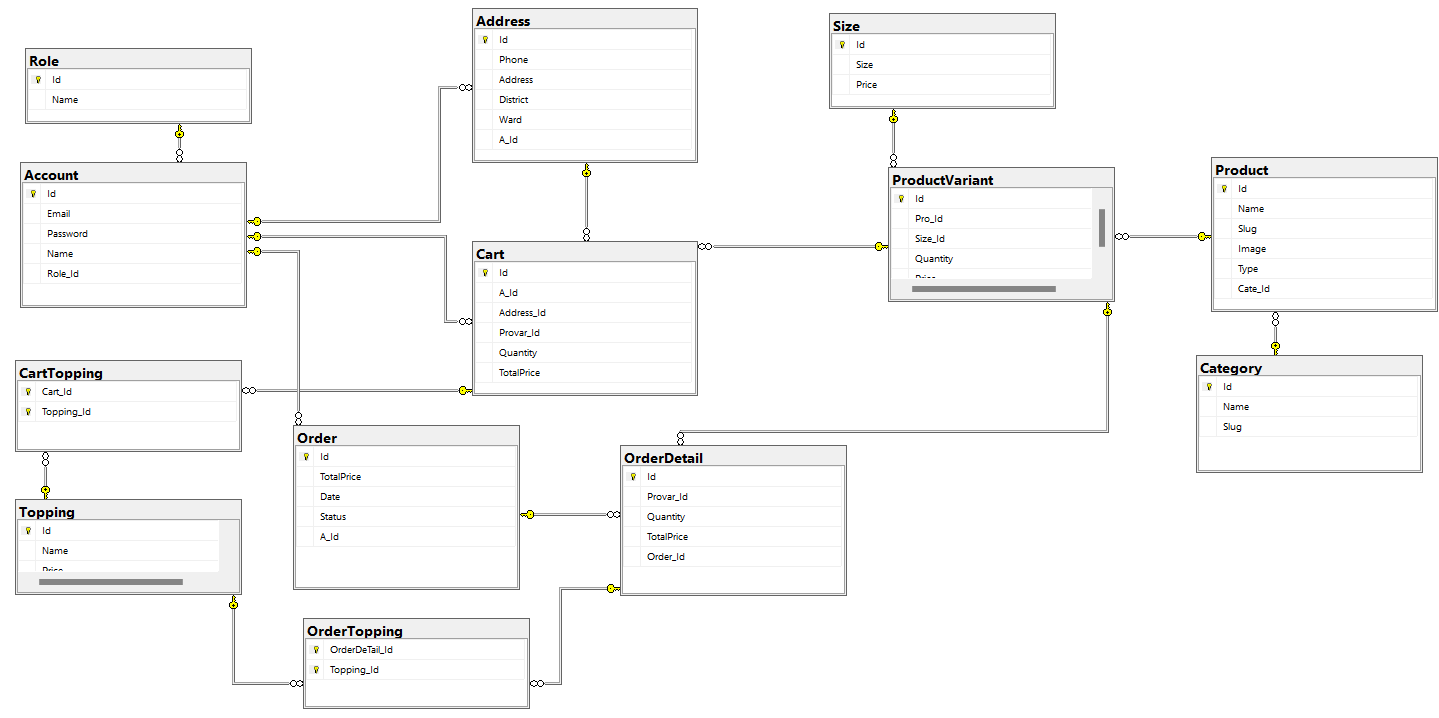 Role
Id
Name
Account
Id
Email
Password
Name
Role_Id
Address
Id
Phone
Address
District
Ward
A_Id
Size
Id
Size
Price
ProductVariant
Id
Pro_Id
Size_Id
Quantity
Price
Product
Id
Name
Slug
Image
Type
Cate_Id
Cart
Id
A_Id
Address_Id
Provar_Id
Quantity
TotalPrice
Category
Id
Name
Slug
CartTopping
Cart_Id
Topping_Id
Order
Id
TotalPrice
Date
Status
A_Id
OrderDetail
Id
Provar_Id
Quantity
TotalPrice
Order_Id
Topping
Id
Name
Price
OrderTopping
OrderDeTail_Id
Topping_Id